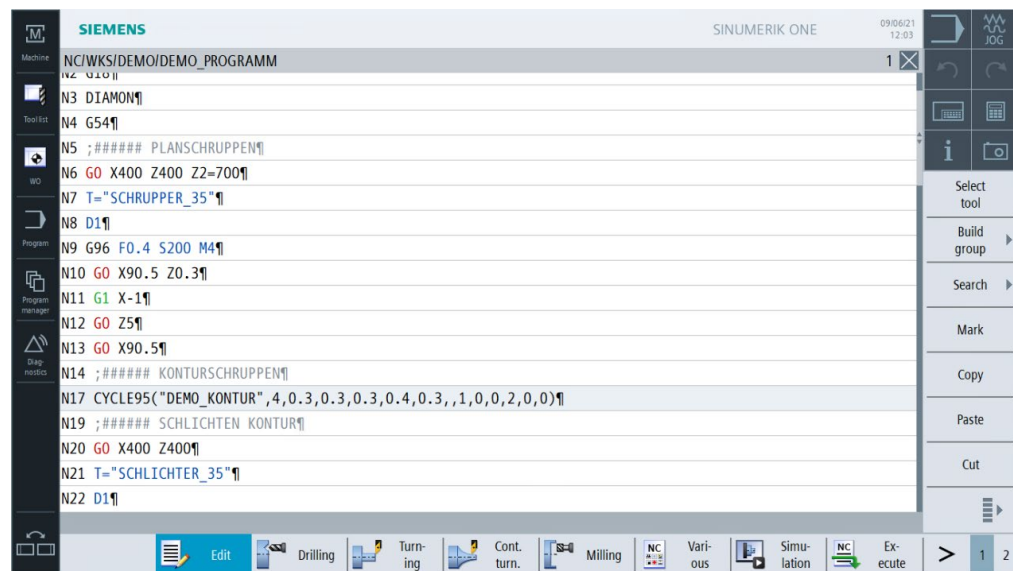 SIEMENS
SINUMERIK ONE
09/06/21
12:03
M
Machine
JOG
NC/WKS/DEMO/DEMO_PROGRAMM
1
N2 G18¶
N3 DIAMON¶
Tool list
N4 G54¶
N5 ;###### PLANSCHRUPPEN¶
i
N6 G0 X400 Z400 Z2=700¶
WO
Select
tool
N7 T="SCHRUPPER_35"¶
N8 D1¶
Build
group
Program
N9 G96 F0.4 S200 M4¶
N10 G0 X90.5 Z0.3¶
Search
Program
manager
N11 G1 X-1¶
N12 G0 Z5¶
Mark
N13 G0 X90.5¶
Diag-
nostics
N14 ;###### KONTURSCHRUPPEN¶
Copy
N17 CYCLE95("DEMO_KONTUR",4,0.3,0.3,0.3,0.4,0.3,,1,0,0,2,0,0)¶
N19 ;###### SCHLICHTEN KONTUR¶
Paste
N20 G0 X400 Z400¶
N21 T="SCHLICHTER_35"¶
Cut
N22 D1¶
Edit
Drilling
Turn-
ing
Cont.
turn.
Milling
NC
Vari-
ous
Simu-
lation
NC
Ex-
ecute
>
1 2